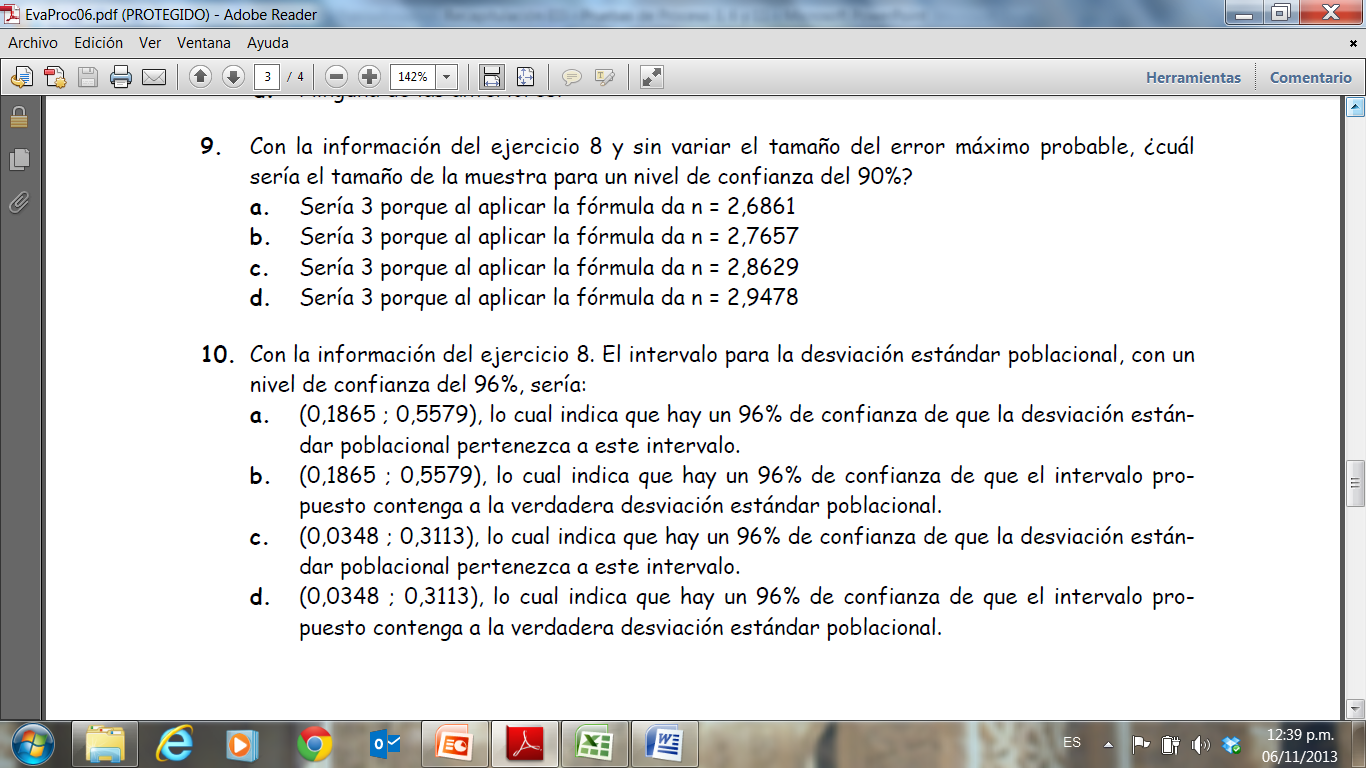 EvaProc06.pdf (PROTEGIDO) - Adobe Reader
Archivo Edición Ver Ventana Ayuda
3 / 4 142% Herramientas Comentario
9. Con la información del ejercicio 8 y sin variar el tamaño del error máximo probable, ¿cuál
sería el tamaño de la muestra para un nivel de confianza del 90%?
a. Sería 3 porque al aplicar la fórmula da n = 2,6861
b. Sería 3 porque al aplicar la fórmula da n = 2,7657
c. Sería 3 porque al aplicar la fórmula da n = 2,8629
d. Sería 3 porque al aplicar la fórmula da n = 2,9478
10. Con la información del ejercicio 8. El intervalo para la desviación estándar poblacional, con un
nivel de confianza del 96%, sería:
a. (0,1865 ; 0,5579), lo cual indica que hay un 96% de confianza de que la desviación están-
dar poblacional pertenezca a este intervalo.
b. (0,1865 ; 0,5579), lo cual indica que hay un 96% de confianza de que el intervalo pro-
puesto contenga a la verdadera desviación estándar poblacional.
c. (0,0348 ; 0,3113), lo cual indica que hay un 96% de confianza de que la desviación están-
dar poblacional pertenezca a este intervalo.
d. (0,0348 ; 0,3113), lo cual indica que hay un 96% de confianza de que el intervalo pro-
puesto contenga a la verdadera desviación estándar poblacional.
ES 12:39 p.m.
06/11/2013